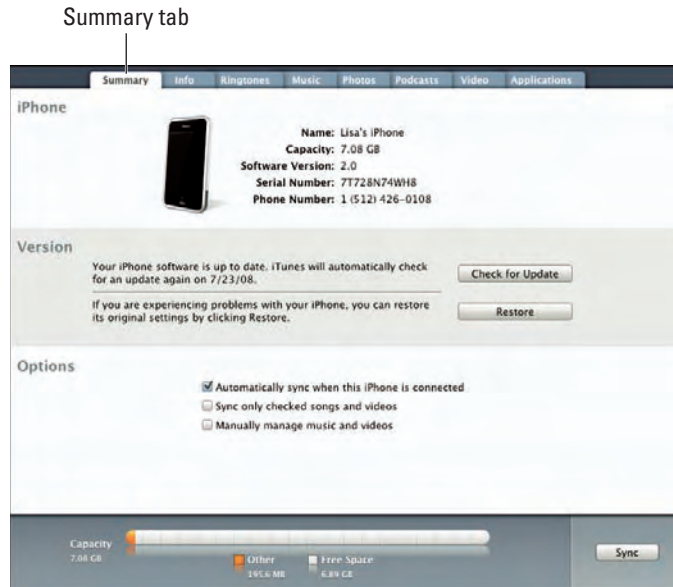 Summary tab
Summary Info Ringtones Music Photos Podcasts Video Applications
iPhone
Name: Lisa's iPhone
Capacity: 7.08 GB
Software Version: 2.0
Serial Number: 7T728N74WH8
Phone Number: 1 (512) 426-0108
Version
Your iPhone software is up to date. iTunes will automatically check
for an update again on 7/23/08.
Check for Update
If you are experiencing problems with your iPhone, you can restore
its original settings by clicking Restore.
Restore
Options
Automatically sync when this iPhone is connected
Sync only checked songs and videos
Manually manage music and videos
Capacity
7.08 GB
Other
195.6 MB
Free Space
6.89 GB
Sync